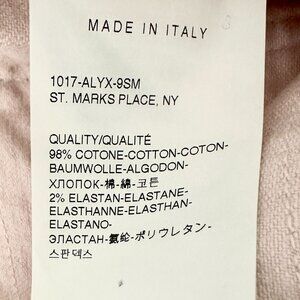 MADE IN ITALY
1017-ALYX-9SM
ST. MARKS PLACE, NY
QUALITY/QUALITÉ
98% COTONE-COTTON-COTON-
BAUMWOLLE-ALGODON-
ХЛОПОК-棉-綿-코튼
2% ELASTAN-ELASTANE-
ELASTHANNE-ELASTHAN-
ELASTANO-
ЭЛАСТАН-氨纶-ポリウレタン-
스판덱스